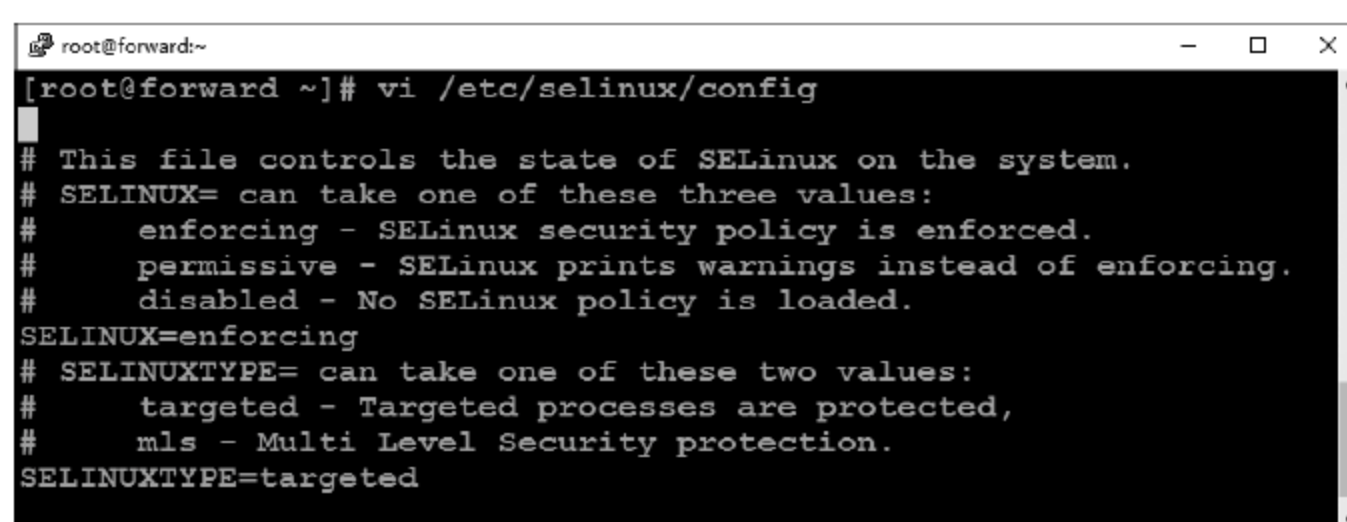 root@forward:~
[root@forward ~]# vi /etc/selinux/config
# This file controls the state of SELinux on the system.
# SELINUX= can take one of these three values:
#      enforcing - SELinux security policy is enforced.
#      permissive - SELinux prints warnings instead of enforcing.
#      disabled - No SELinux policy is loaded.
SELINUX=enforcing
# SELINUXTYPE= can take one of these two values:
#      targeted - Targeted processes are protected,
#      mls - Multi Level Security protection.
SELINUXTYPE=targeted